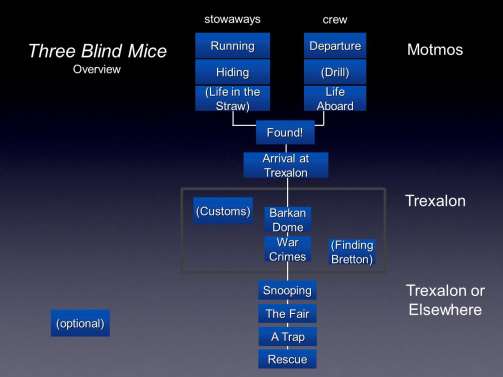 stowaways
crew
Three Blind Mice
Overview
Motmos
Running
Departure
Hiding
(Drill)
(Life in the
Straw)
Life
Aboard
Found!
Arrival at
Trexalon
Trexalon
(Customs)
Barkan
Dome
War
Crimes
(Finding
Bretton)
Trexalon or
Elsewhere
Snooping
The Fair
(optional)
A Trap
Rescue